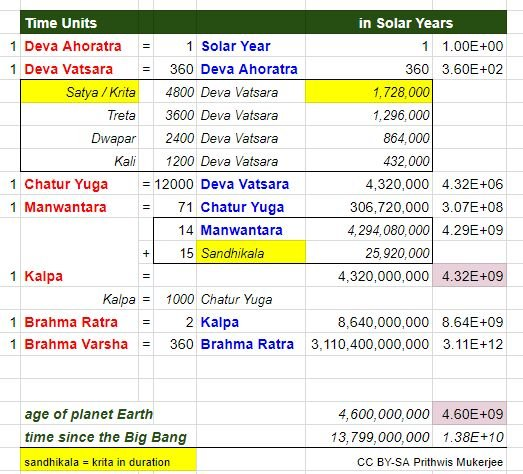 Time Units in Solar Years
1 Deva Ahoratra = 1 Solar Year 1 1.00E+00
1 Deva Vatsara = 360 Deva Ahoratra 360 3.60E+02
Satya / Krita 4800 Deva Vatsara 1,728,000
Treta 3600 Deva Vatsara 1,296,000
Dwapar 2400 Deva Vatsara 864,000
Kali 1200 Deva Vatsara 432,000
1 Chatur Yuga = 12000 Deva Vatsara 4,320,000 4.32E+06
1 Manwantara = 71 Chatur Yuga 306,720,000 3.07E+08
14 Manwantara 4,294,080,000 4.29E+09
+ 15 Sandhikala 25,920,000
1 Kalpa = 4,320,000,000 4.32E+09
Kalpa = 1000 Chatur Yuga
1 Brahma Ratra = 2 Kalpa 8,640,000,000 8.64E+09
1 Brahma Varsha = 360 Brahma Ratra 3,110,400,000,000 3.11E+12
age of planet Earth 4,600,000,000 4.60E+09
time since the Big Bang 13,799,000,000 1.38E+10
sandhikala = krita in duration CC BY-SA Prithwis Mukerjee